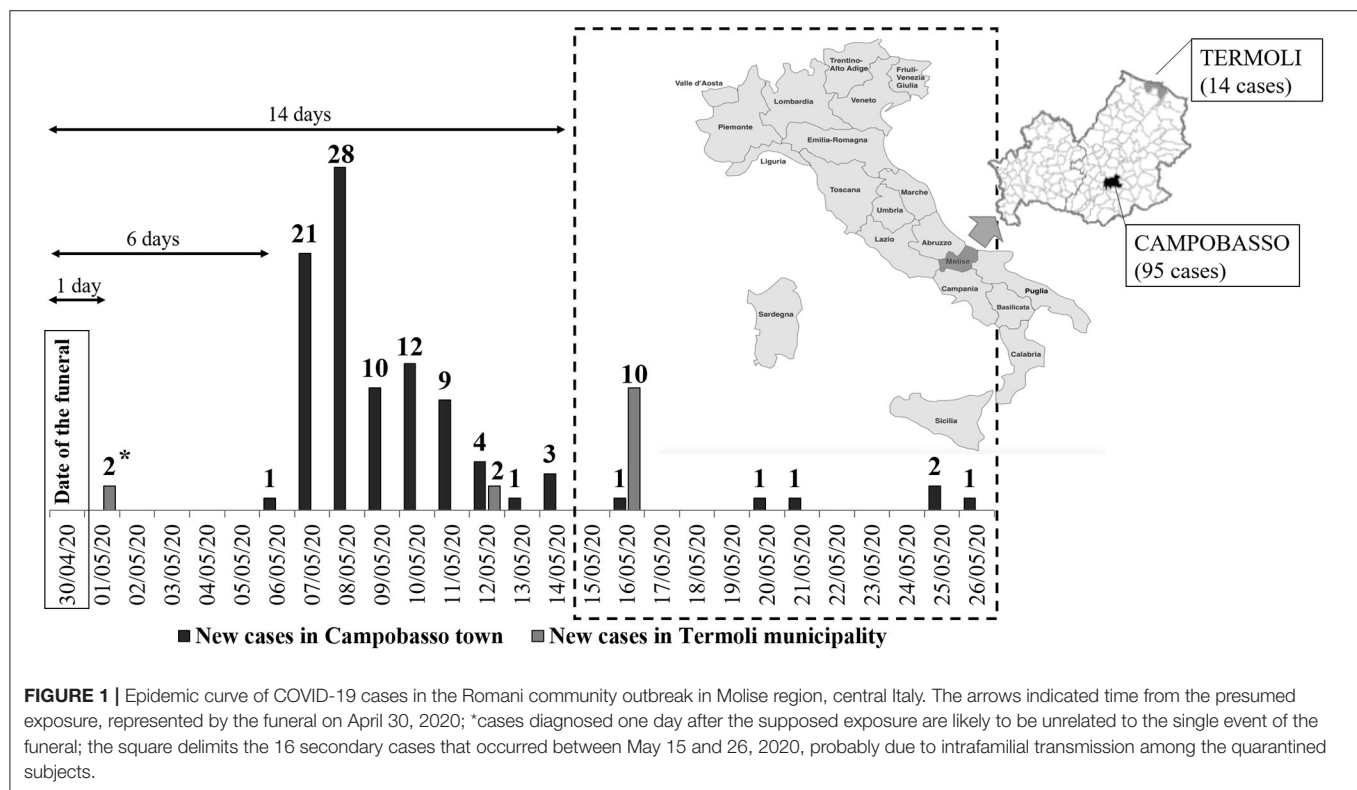 14 days
6 days
1 day
Date of the funeral
2*
1
21
28
10
12
9
4
2
1
3
1
10
1
1
2
1
30/04/20
01/05/20
02/05/20
03/05/20
04/05/20
05/05/20
06/05/20
07/05/20
08/05/20
09/05/20
10/05/20
11/05/20
12/05/20
13/05/20
14/05/20
15/05/20
16/05/20
17/05/20
18/05/20
19/05/20
20/05/20
21/05/20
22/05/20
23/05/20
24/05/20
25/05/20
26/05/20
New cases in Campobasso town
New cases in Termoli municipality
Valle d'Aosta
Trentino-
Alto Adige
Friuli-
Venezia
Giulia
Lombardia
Veneto
Piemonte
Emilia-Romagna
Liguria
Toscana
Marche
Umbria
Lazio
Abruzzo
Molise
Campania
Puglia
Basilicata
Sardegna
Calabria
Sicilia
TERMOLI
(14 cases)
CAMPOBASSO
(95 cases)
FIGURE 1 | Epidemic curve of COVID-19 cases in the Romani community outbreak in Molise region, central Italy. The arrows indicated time from the presumed
exposure, represented by the funeral on April 30, 2020; *cases diagnosed one day after the supposed exposure are likely to be unrelated to the single event of the
funeral; the square delimits the 16 secondary cases that occurred between May 15 and 26, 2020, probably due to intrafamilial transmission among the quarantined
subjects.